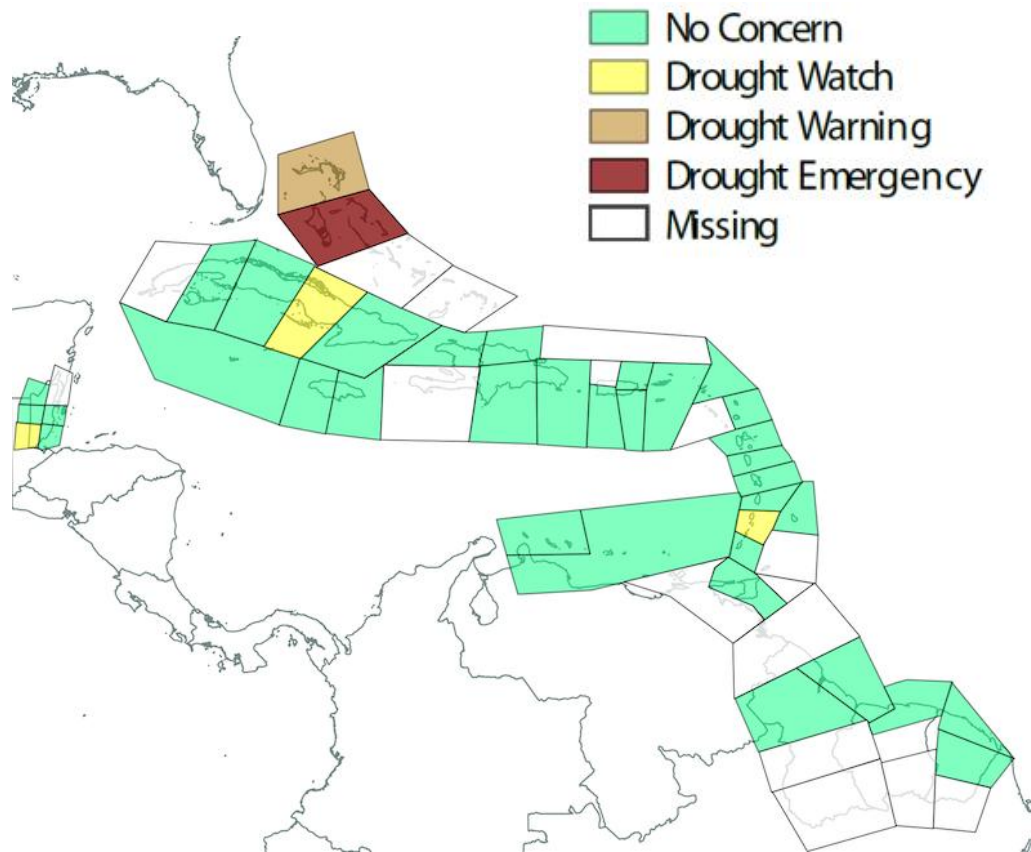 No Concern
Drought Watch
Drought Warning
Drought Emergency
Missing